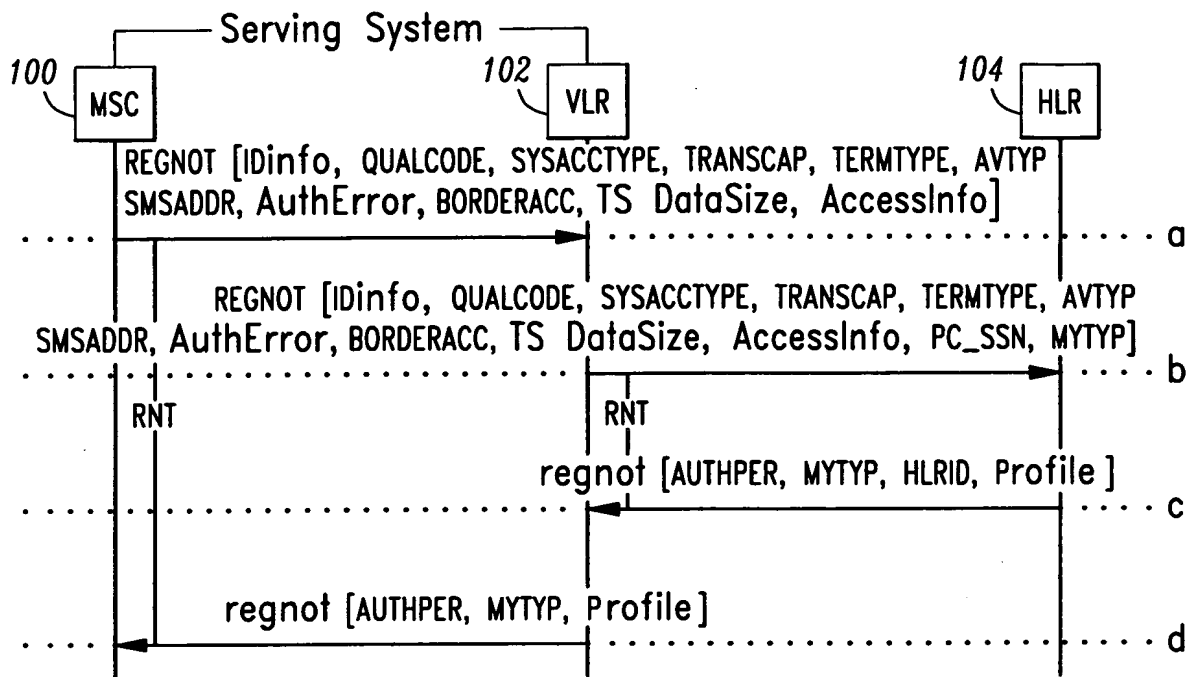 Serving System
100 MSC
102 VLR
104 HLR
REGNOT [IDinfo, QUALCODE, SYSACCTYPE, TRANSCAP, TERMTYPE, AVTYP
SMSADDR, AuthError, BORDERACC, TS DataSize, AccessInfo]
a
REGNOT [IDinfo, QUALCODE, SYSACCTYPE, TRANSCAP, TERMTYPE, AVTYP
SMSADDR, AuthError, BORDERACC, TS DataSize, AccessInfo, PC_SSN, MYTYP]
b
RNT
RNT
regnot [AUTHPER, MYTYP, HLRID, Profile ]
c
regnot [AUTHPER, MYTYP, Profile]
d